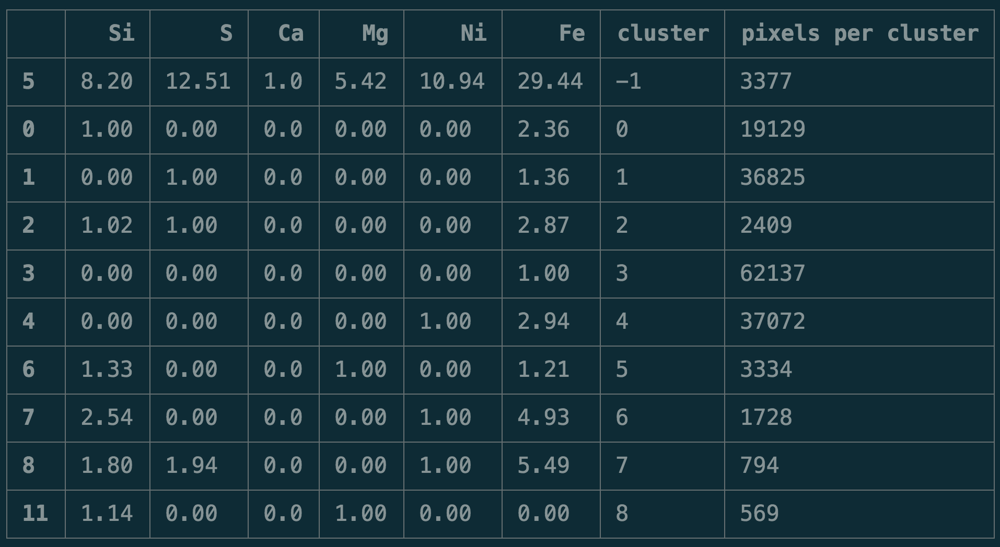 Si S Ca Mg Ni Fe cluster pixels per cluster
5 8.20 12.51 1.0 5.42 10.94 29.44 −1 3377
0 1.00 0.00 0.0 0.00 0.00 2.36 0 19129
1 0.00 1.00 0.0 0.00 0.00 1.36 1 36825
2 1.02 1.00 0.0 0.00 0.00 2.87 2 2409
3 0.00 0.00 0.0 0.00 0.00 1.00 3 62137
4 0.00 0.00 0.0 0.00 1.00 2.94 4 37072
6 1.33 0.00 0.0 1.00 0.00 1.21 5 3334
7 2.54 0.00 0.0 0.00 1.00 4.93 6 1728
8 1.80 1.94 0.0 0.00 1.00 5.49 7 794
11 1.14 0.00 0.0 1.00 0.00 0.00 8 569